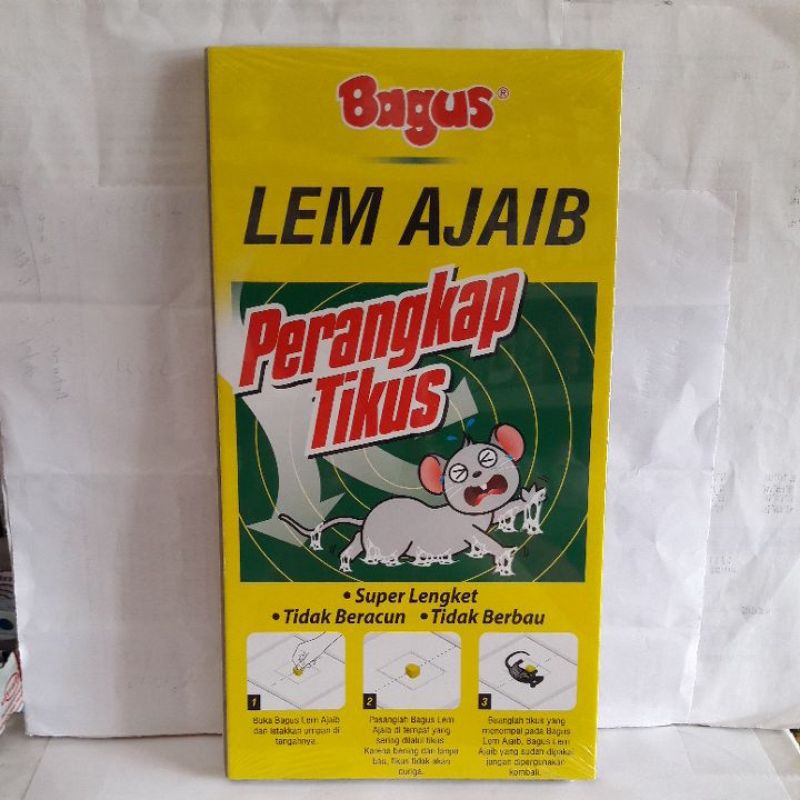 Bagus®
LEM AJAIB
Perangkap
Tikus
• Super Lengket
• Tidak Beracun • Tidak Berbau
1
Buka Bagus Lem Ajaib
dan letakkan umpan di
tangahnya.
2
Pasanglah Bagus Lem
Ajaib di tempat yang
sering dilalui tikus.
Karena bening dan tanpa
bau, tikus tidak akan
curiga.
3
Buanglah tikus yang
menempel pada Bagus
Lem Ajaib. Bagus Lem
Ajaib yang sudah dipakai
jangan dipergunakan
kembali.